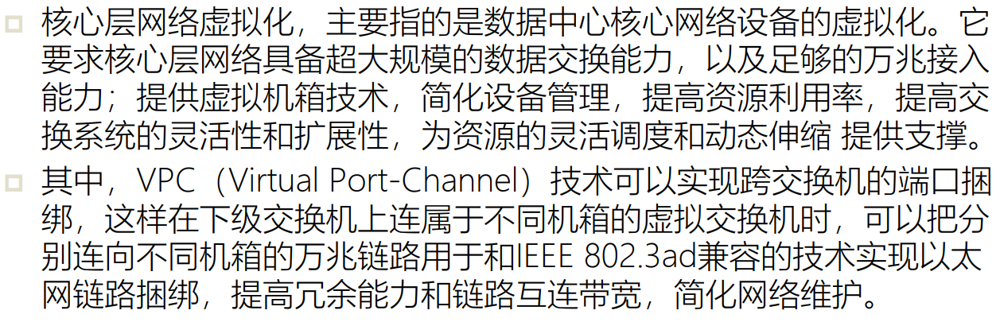 核心层网络虚拟化，主要指的是数据中心核心网络设备的虚拟化。它
要求核心层网络具备超大规模的数据交换能力，以及足够的万兆接入
能力；提供虚拟机箱技术，简化设备管理，提高资源利用率，提高交
换系统的灵活性和扩展性，为资源的灵活调度和动态伸缩 提供支撑。
其中，VPC（Virtual Port-Channel）技术可以实现跨交换机的端口捆
绑，这样在下级交换机上连属于不同机箱的虚拟交换机时，可以把分
别连向不同机箱的万兆链路用于和IEEE 802.3ad兼容的技术实现以太
网链路捆绑，提高冗余能力和链路互连带宽，简化网络维护。